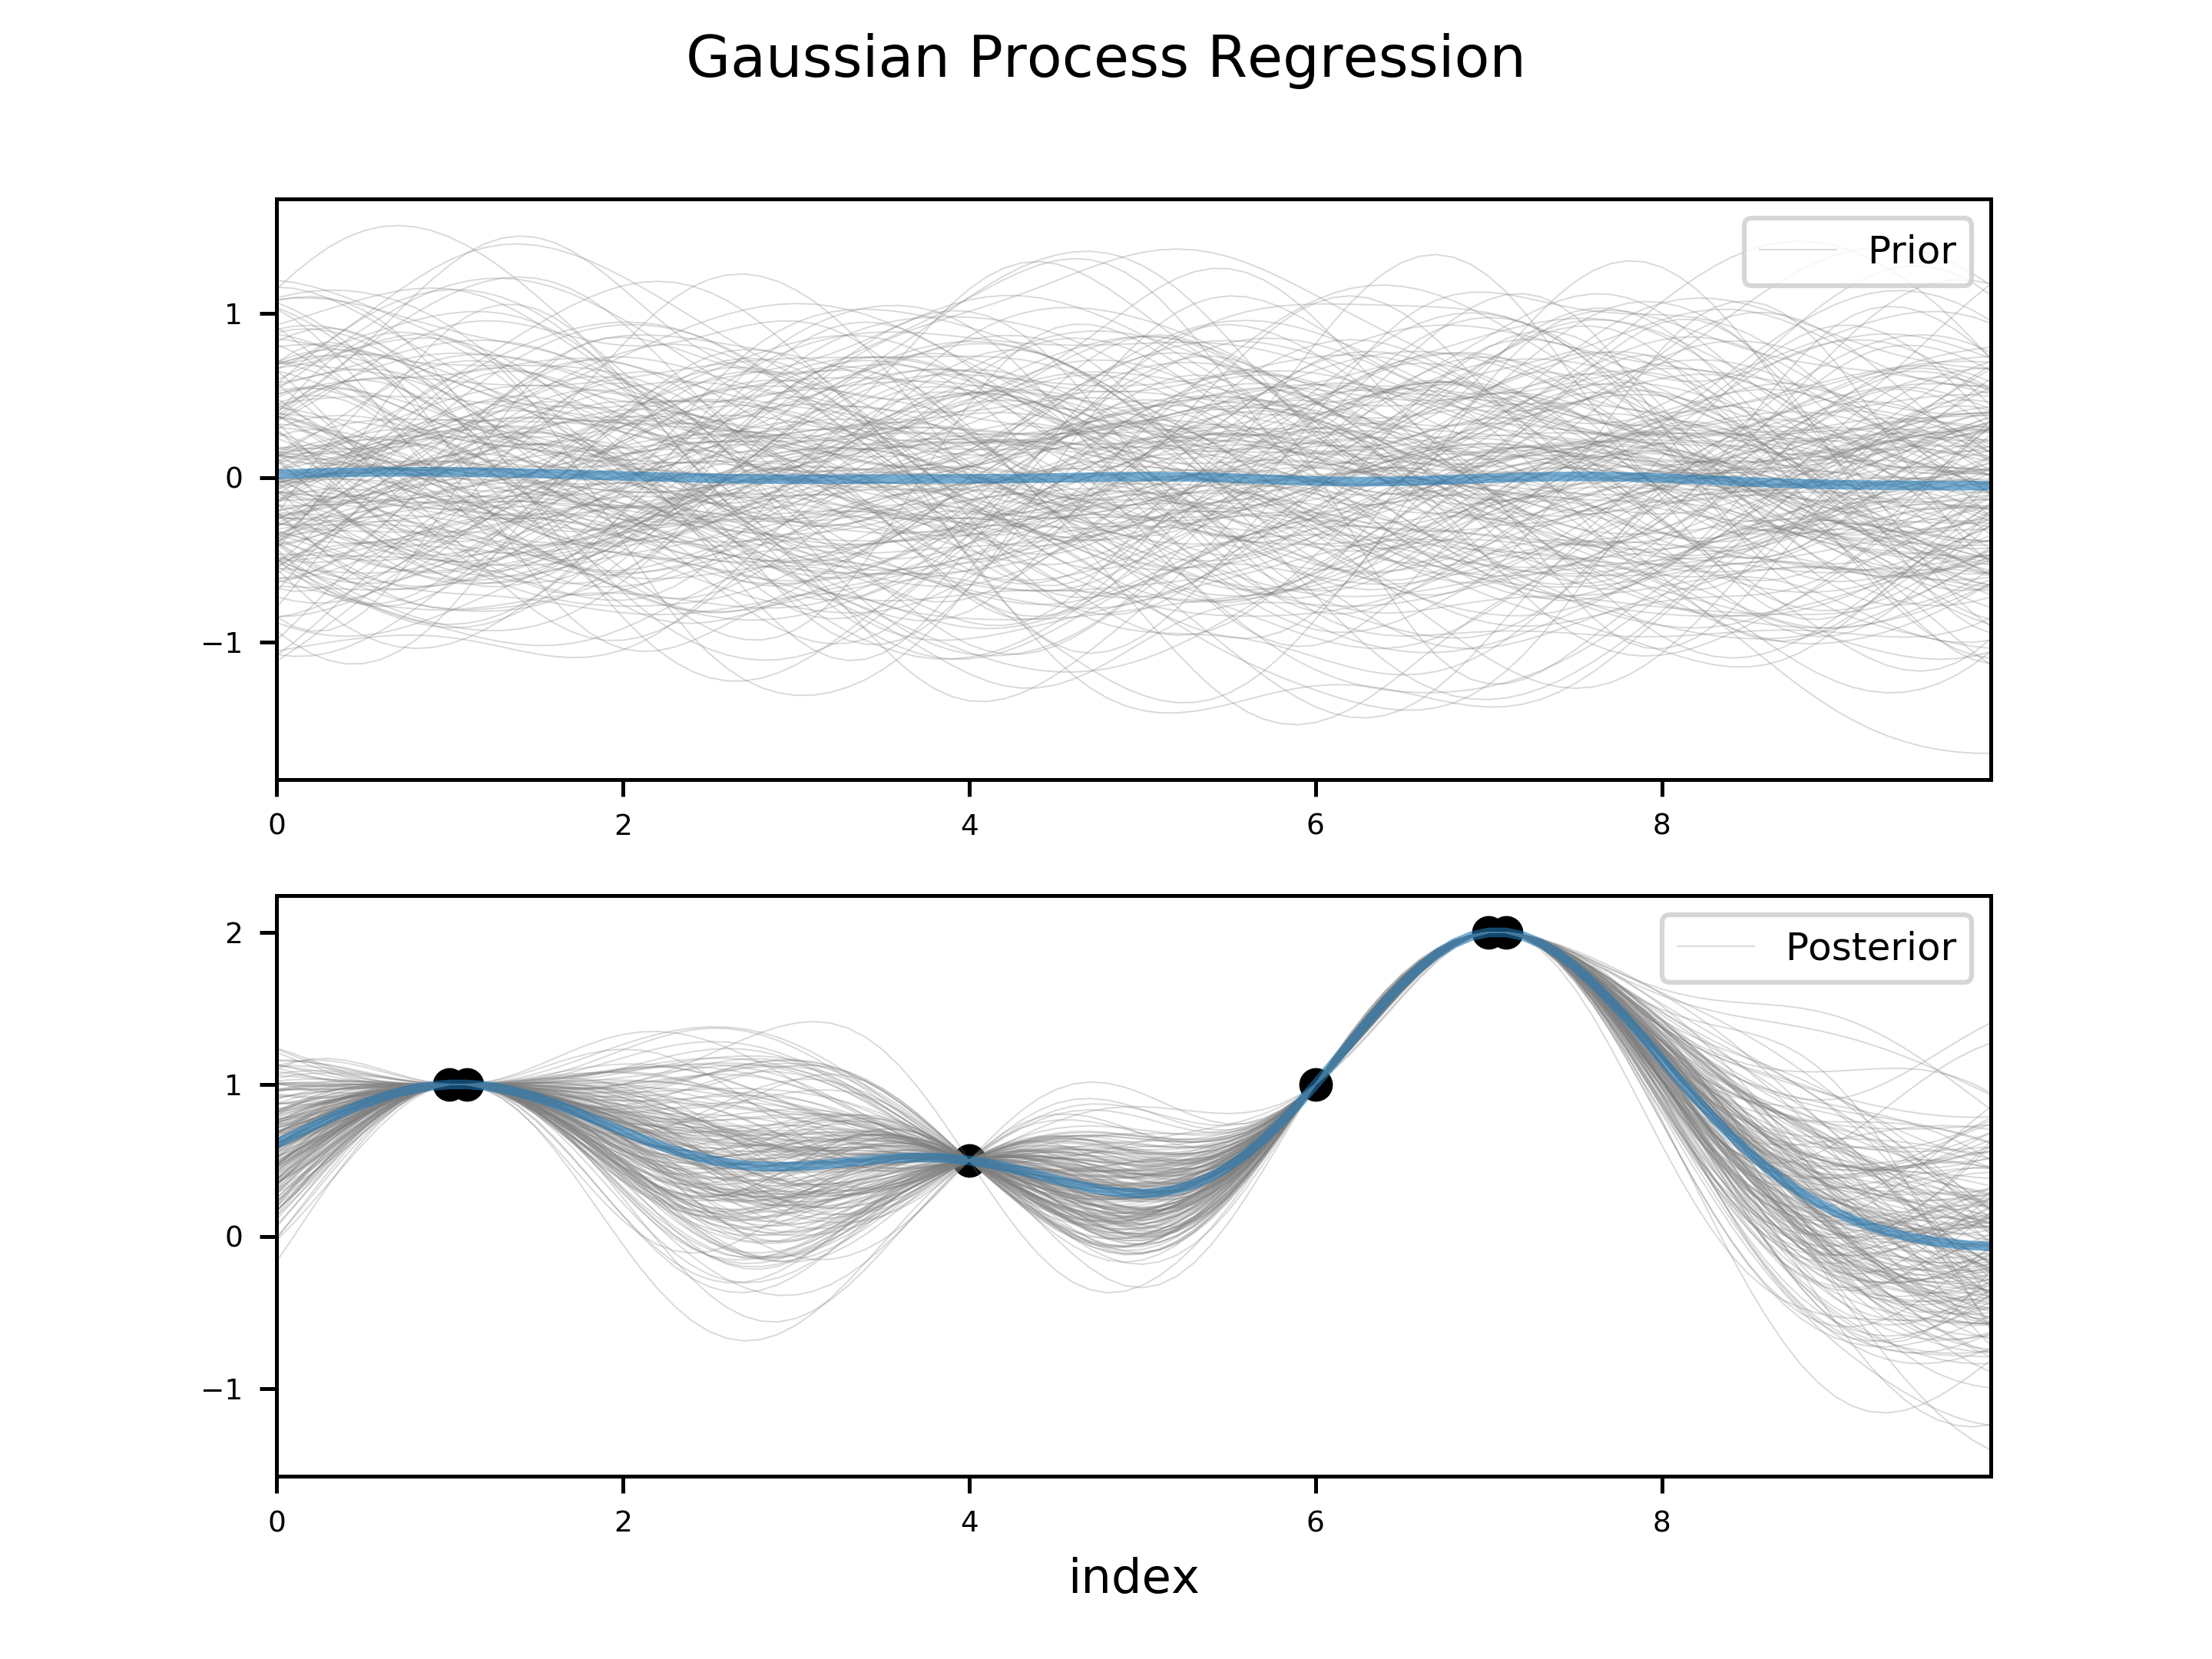 Gaussian Process Regression
Prior
1
0
−1
0 2 4 6 8
Posterior
2
1
0
−1
0 2 4 6 8
index